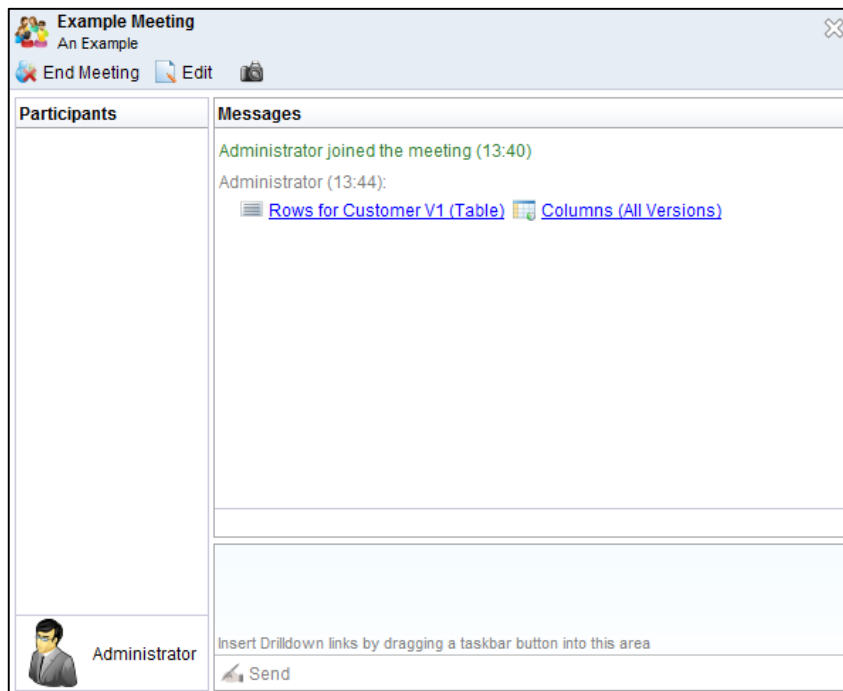 Example Meeting
An Example
End Meeting Edit
Participants
Messages
Administrator joined the meeting (13:40)
Administrator (13:44):
Rows for Customer V1 (Table) Columns (All Versions)
Administrator
Insert Drilldown links by dragging a taskbar button into this area
Send